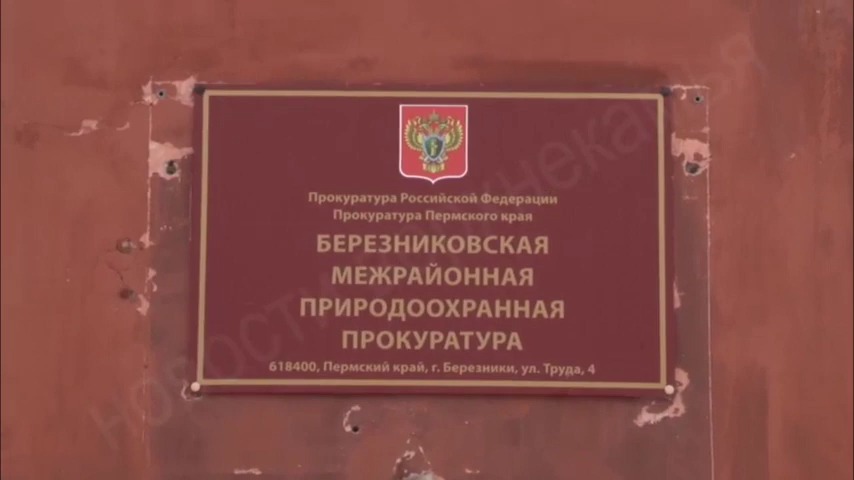 Прокуратура Российской Федерации
Прокуратура Пермского края
БЕРЕЗНИКОВСКАЯ
МЕЖРАЙОННАЯ
ПРИРОДООХРАННАЯ
ПРОКУРАТУРА
618400, Пермский край, г. Березники, ул. Труда, 4